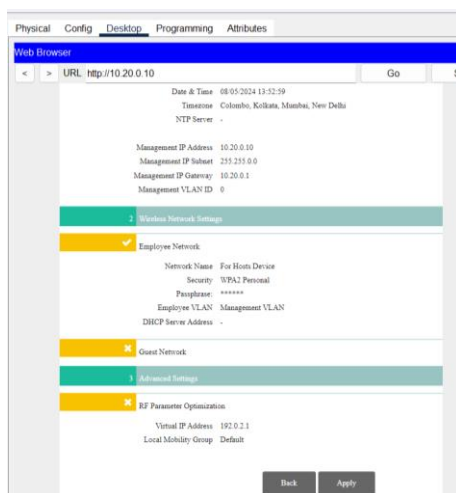 Physical Config Desktop Programming Attributes
Web Browser
< > URL http://10.20.0.10 Go S
Date & Time 08/05/2024 13:52:59
Timezone Colombo, Kolkata, Mumbai, New Delhi
NTP Server -
Management IP Address 10.20.0.10
Management IP Subnet 255.255.0.0
Management IP Gateway 10.20.0.1
Management VLAN ID 0
2 Wireless Network Settings
Employee Network
Network Name For Hosts Device
Security WPA2 Personal
Passphrase: ******
Employee VLAN Management VLAN
DHCP Server Address -
Guest Network
3 Advanced Settings
RF Parameter Optimization
Virtual IP Address 192.0.2.1
Local Mobility Group Default
Back Apply